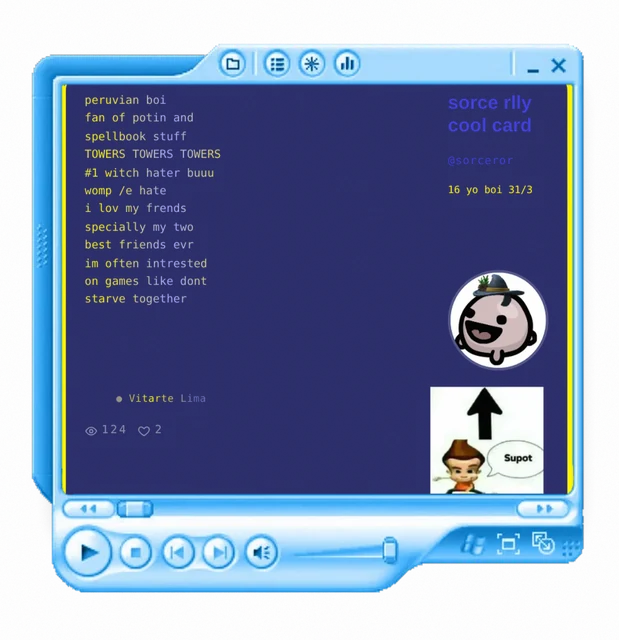 peruvian boi
fan of potin and
spellbook stuff
TOWERS TOWERS TOWERS
#1 witch hater buuu
womp /e hate
i lov my frends
specially my two
best friends evr
im often intrested
on games like dont
starve together
● Vitarte Lima
124 2
sorce rlly
cool card
@sorceror
16 yo boi 31/3
Supot